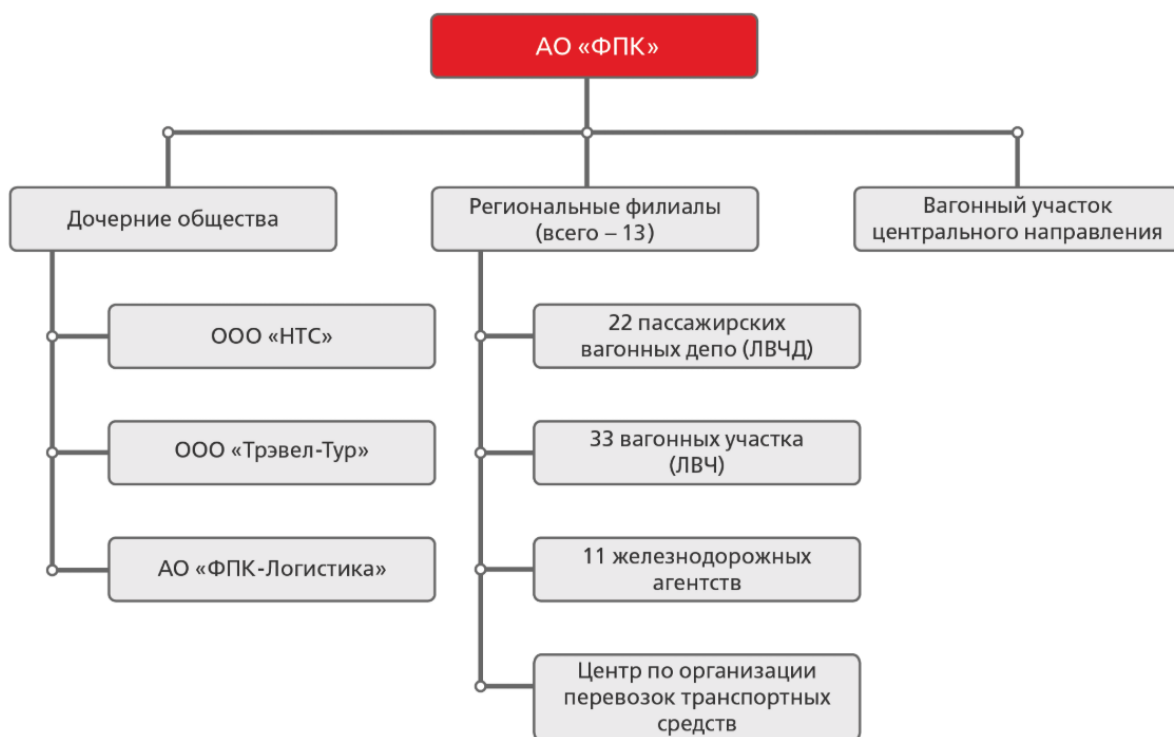 АО «ФПК»
Дочерние общества
Региональные филиалы
(всего – 13)
Вагонный участок
центрального направления
ООО «НТС»
ООО «Трэвел-Тур»
АО «ФПК-Логистика»
22 пассажирских
вагонных депо (ЛВЧД)
33 вагонных участка
(ЛВЧ)
11 железнодорожных
агентств
Центр по организации
перевозок транспортных
средств